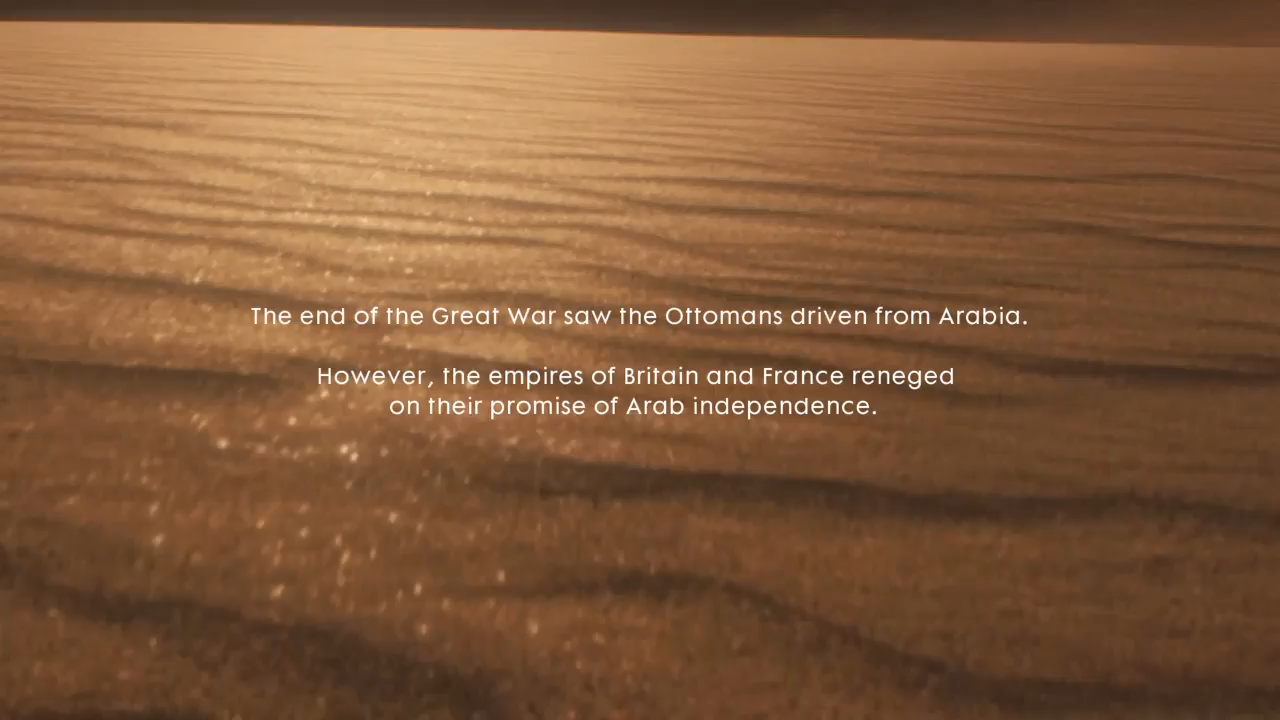 The end of the Great War saw the Ottomans driven from Arabia.
However, the empires of Britain and France reneged
on their promise of Arab independence.